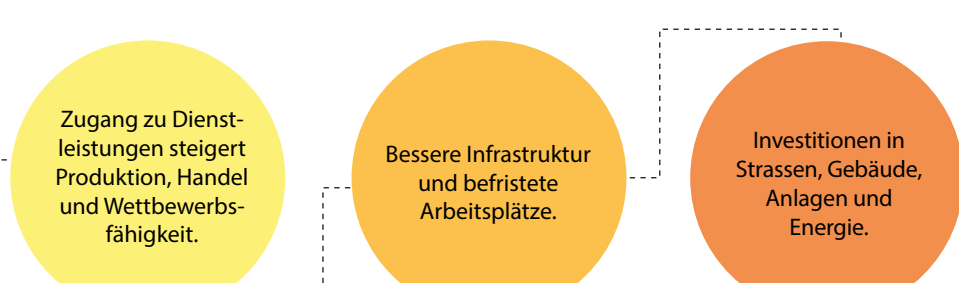 Zugang zu Dienst-
leistungen steigert
Produktion, Handel
und Wettbewerbs-
fähigkeit.
Bessere Infrastruktur
und befristete
Arbeitsplätze.
Investitionen in
Strassen, Gebäude,
Anlagen und
Energie.